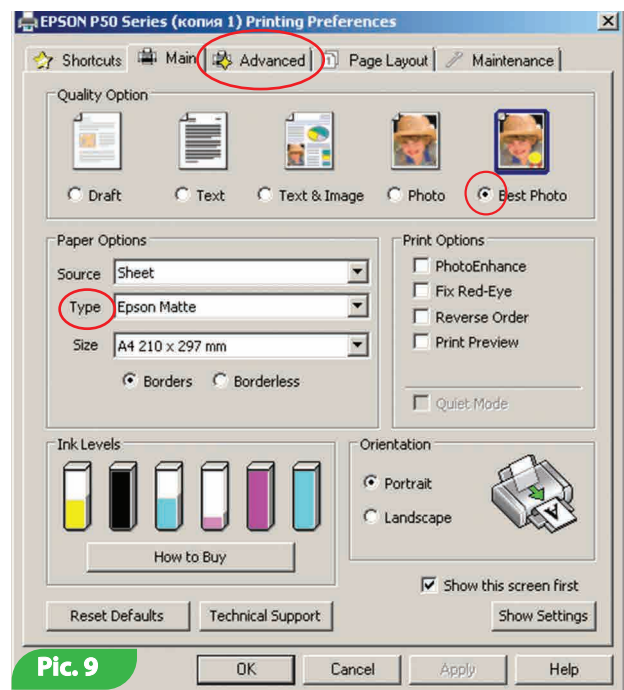 EPSON P50 Series (копия 1) Printing Preferences
Shortcuts Main Advanced Page Layout Maintenance
Quality Option
Draft Text Text & Image Photo Best Photo
Paper Options
Source Sheet
Type Epson Matte
Size A4 210 x 297 mm
Borders Borderless
Print Options
PhotoEnhance
Fix Red-Eye
Reverse Order
Print Preview
Quiet Mode
Ink Levels
How to Buy
Orientation
Portrait
Landscape
A
Show this screen first
Reset Defaults Technical Support Show Settings
Pic. 9
OK Cancel Apply Help